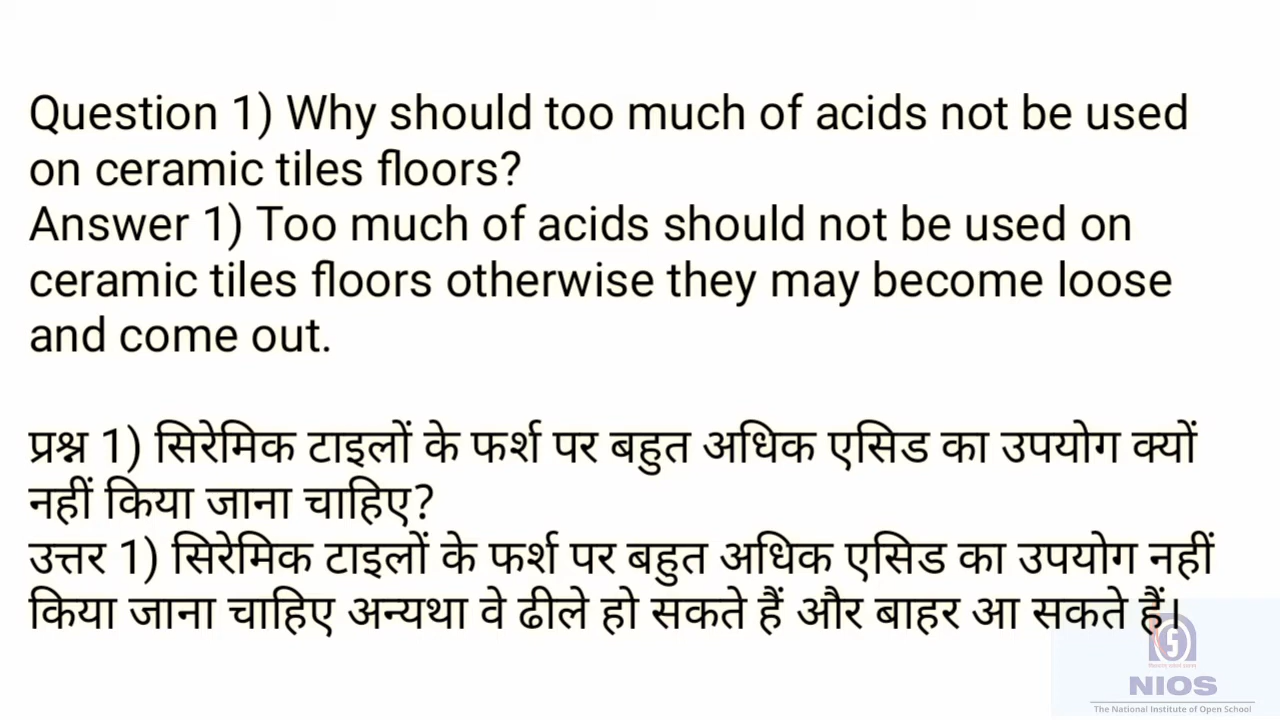 Question 1) Why should too much of acids not be used
on ceramic tiles floors?
Answer 1) Too much of acids should not be used on
ceramic tiles floors otherwise they may become loose
and come out.
प्रश्न 1) सिरेमिक टाइलों के फर्श पर बहुत अधिक एसिड का उपयोग क्यों
नहीं किया जाना चाहिए?
उत्तर 1) सिरेमिक टाइलों के फर्श पर बहुत अधिक एसिड का उपयोग नहीं
किया जाना चाहिए अन्यथा वे ढीले हो सकते हैं और बाहर आ सकते हैं।
NIOS
The National Institute of Open School